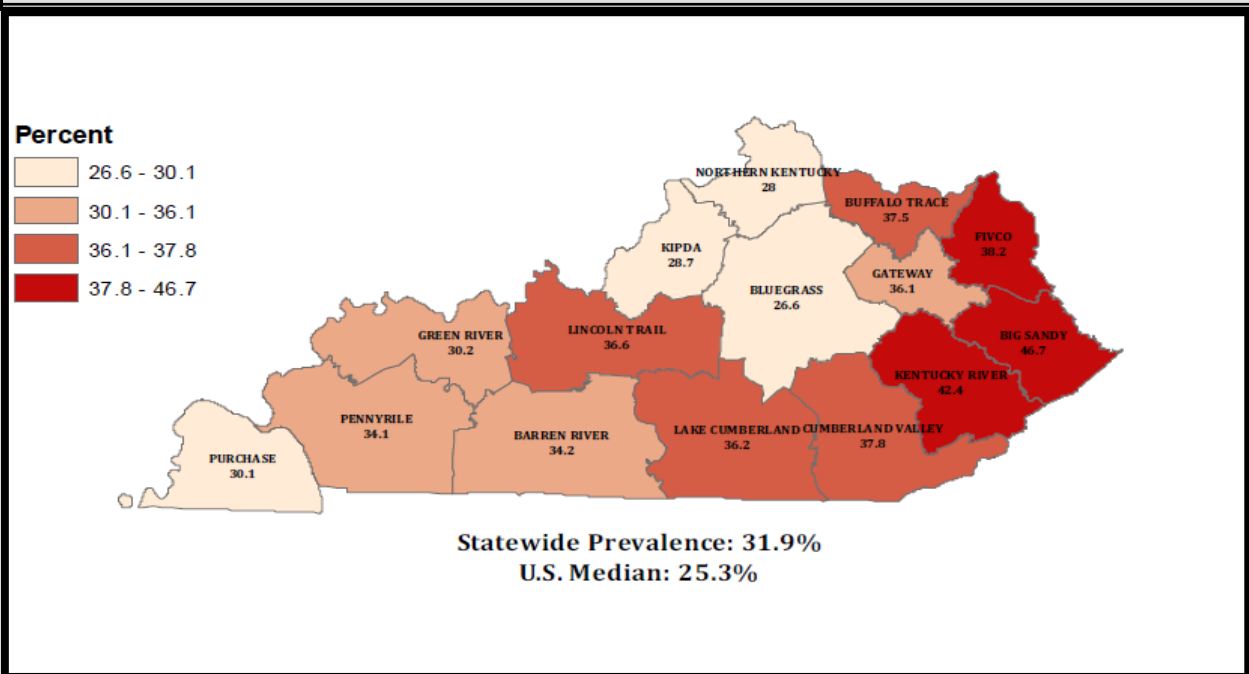 Percent
26.6 - 30.1
30.1 - 36.1
36.1 - 37.8
37.8 - 46.7
NORTHERN KENTUCKY
28
BUFFALO TRACE
37.5
FIVCO
38.2
KIPDA
28.7
GATEWAY
36.1
BLUEGRASS
26.6
LINCOLN TRAIL
36.6
GREEN RIVER
30.2
BIG SANDY
46.7
KENTUCKY RIVER
42.4
PENNYRILE
34.1
BARREN RIVER
34.2
LAKE CUMBERLAND
36.2
CUMBERLAND VALLEY
37.8
PURCHASE
30.1
Statewide Prevalence: 31.9%
U.S. Median: 25.3%